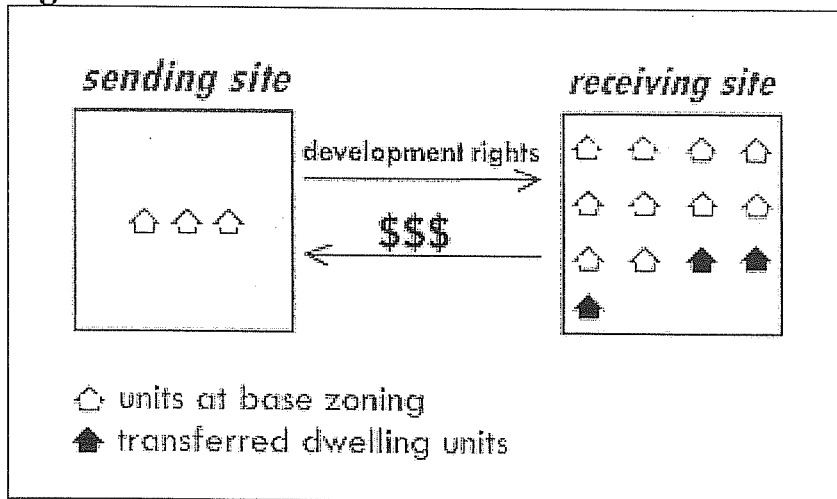 sending site
receiving site
development rights
$$$
units at base zoning
transferred dwelling units